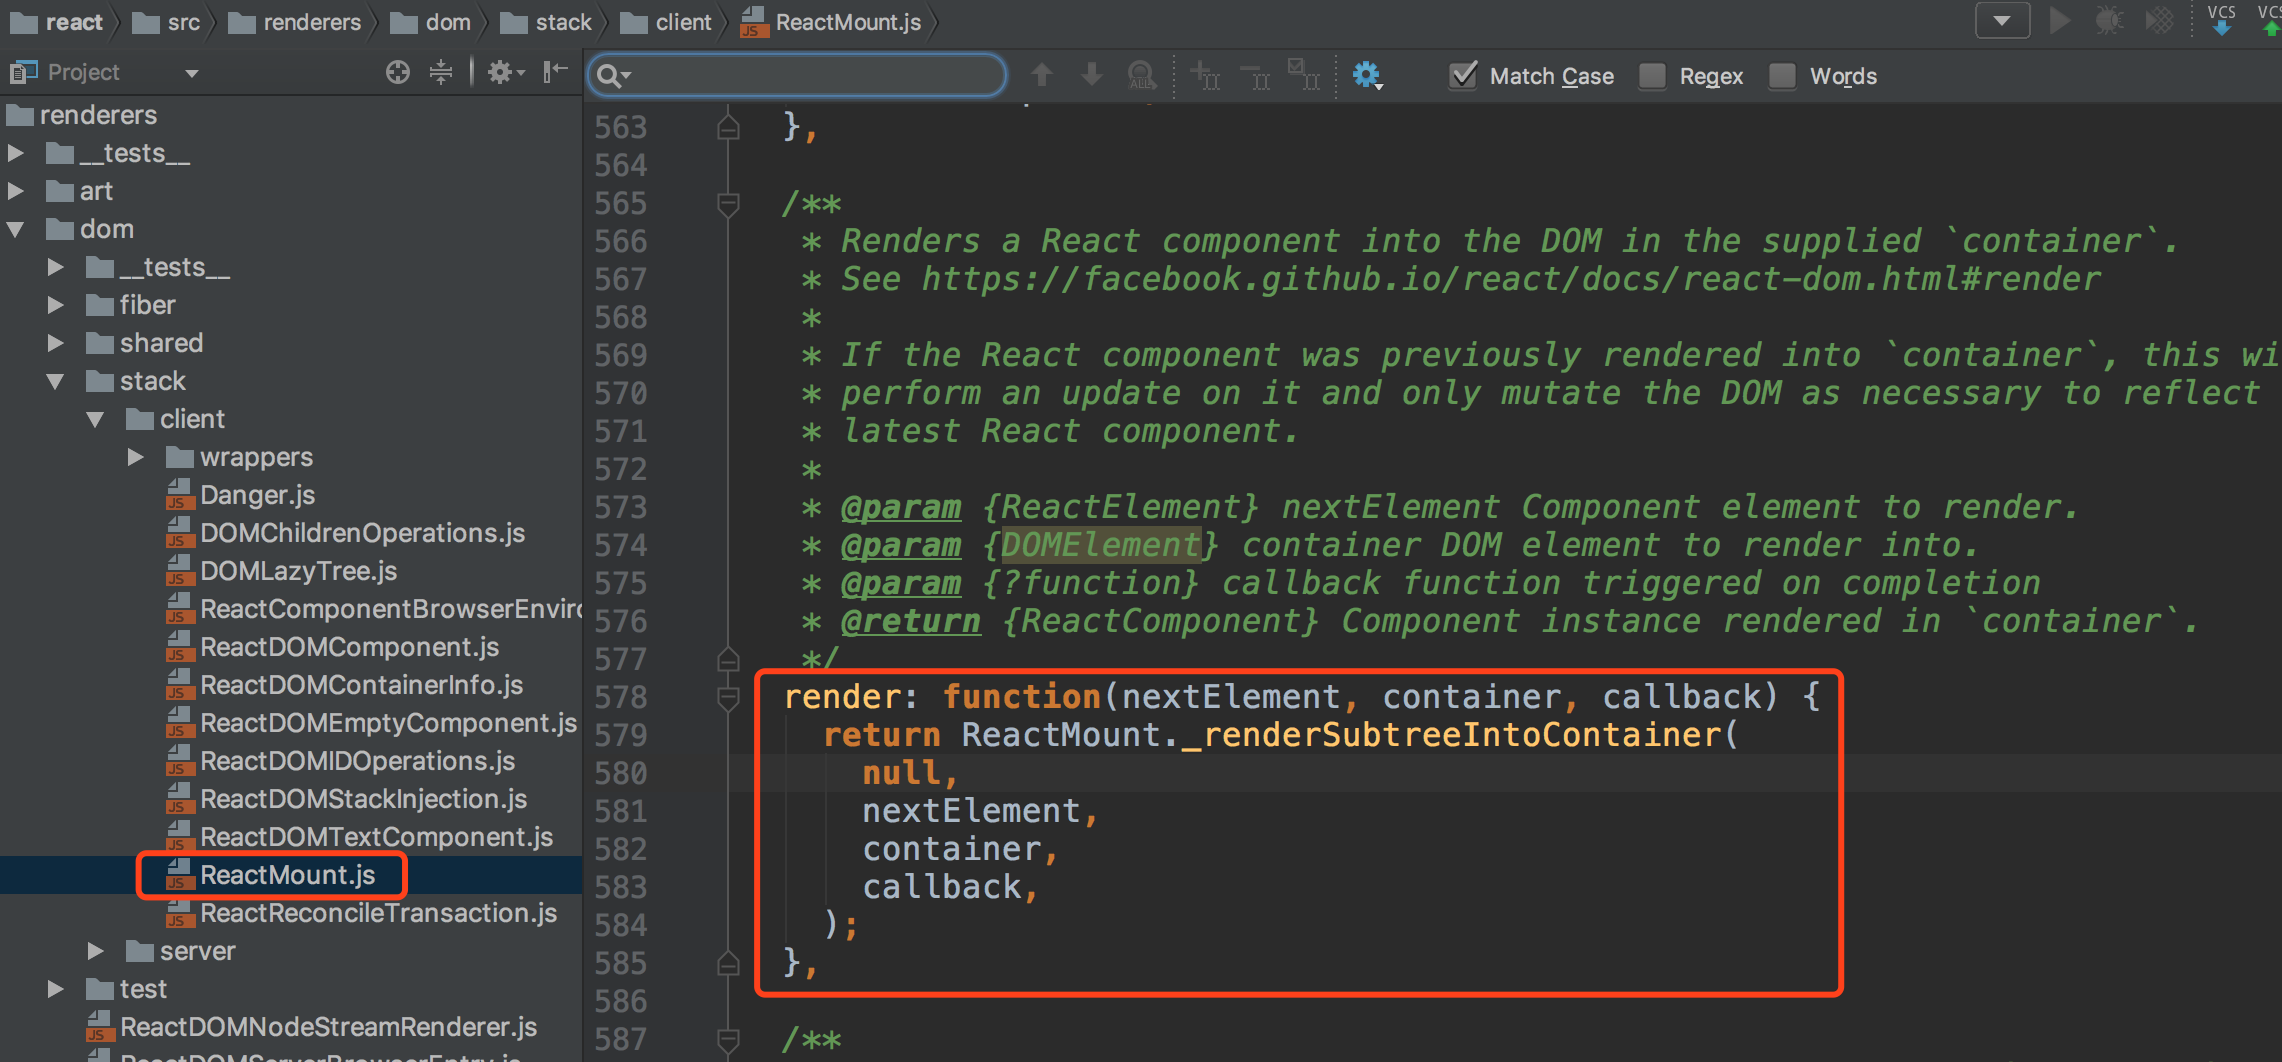 react src renderers dom stack client ReactMount.js
VCS VCS
Project
Match Case Regex Words
renderers
__tests__
art
dom
__tests__
fiber
shared
stack
client
wrappers
Danger.js
DOMChildrenOperations.js
DOMLazyTree.js
ReactComponentBrowserEnviro
ReactDOMComponent.js
ReactDOMContainerInfo.js
ReactDOMEmptyComponent.js
ReactDOMIDOperations.js
ReactDOMStackInjection.js
ReactDOMTextComponent.js
ReactMount.js
ReactReconcileTransaction.js
server
test
ReactDOMNodeStreamRenderer.js
ReactDOMServerBrowserEntry.js
563 },
564
565 /**
566 * Renders a React component into the DOM in the supplied `container`.
567 * See https://facebook.github.io/react/docs/react-dom.html#render
568 *
569 * If the React component was previously rendered into `container`, this wi
570 * perform an update on it and only mutate the DOM as necessary to reflect
571 * latest React component.
572 *
573 * @param {ReactElement} nextElement Component element to render.
574 * @param {DOMElement} container DOM element to render into.
575 * @param {?function} callback function triggered on completion
576 * @return {ReactComponent} Component instance rendered in `container`.
577 */
578 render: function(nextElement, container, callback) {
579 return ReactMount._renderSubtreeIntoContainer(
580 null,
581 nextElement,
582 container,
583 callback,
584 );
585 },
586
587 /**